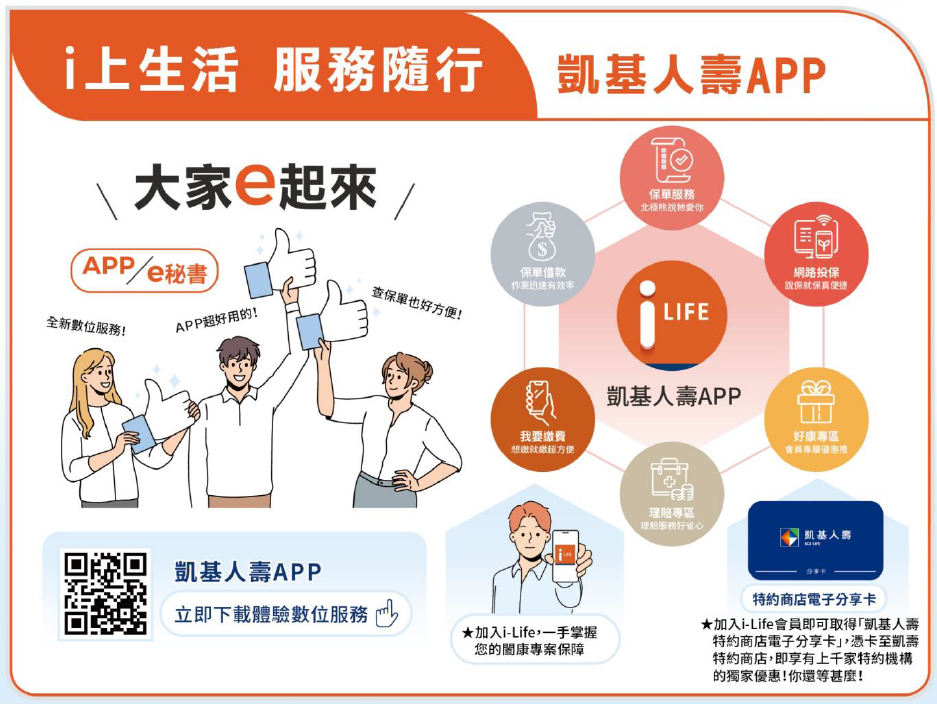 i上生活 服務隨行
凱基人壽APP
大家e起來
APP/e秘書
全新數位服務!
APP超好用的!
查保單也好方便!
保單服務
北極熊說牠愛你
保單借款
作業迅速有效率
網路投保
說保就保真便捷
i LIFE
凱基人壽APP
我要繳費
想繳就繳超方便
好康專區
會員專屬優惠禮
理賠專區
理賠服務好省心
凱基人壽APP
立即下載體驗數位服務
i LIFE
★加入i-Life,一手掌握
您的闔康專案保障
凱基人壽
KGI LIFE
分享卡
特約商店電子分享卡
★加入i-Life會員即可取得「凱基人壽
特約商店電子分享卡」,憑卡至凱壽
特約商店,即享有上千家特約機構
的獨家優惠!你還等甚麼!